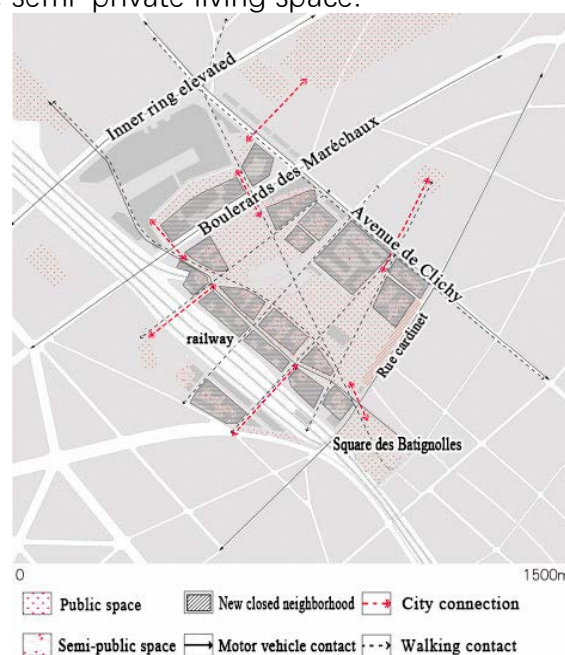 semi-private living space.
Inner ring elevated
Boulerards des Maréchaux
Avenue de Clichy
railway
Rue cardinet
Square des Batignolles
0 1500m
Public space
New closed neighborhood
City connection
Semi-public space
Motor vehicle contact
Walking contact